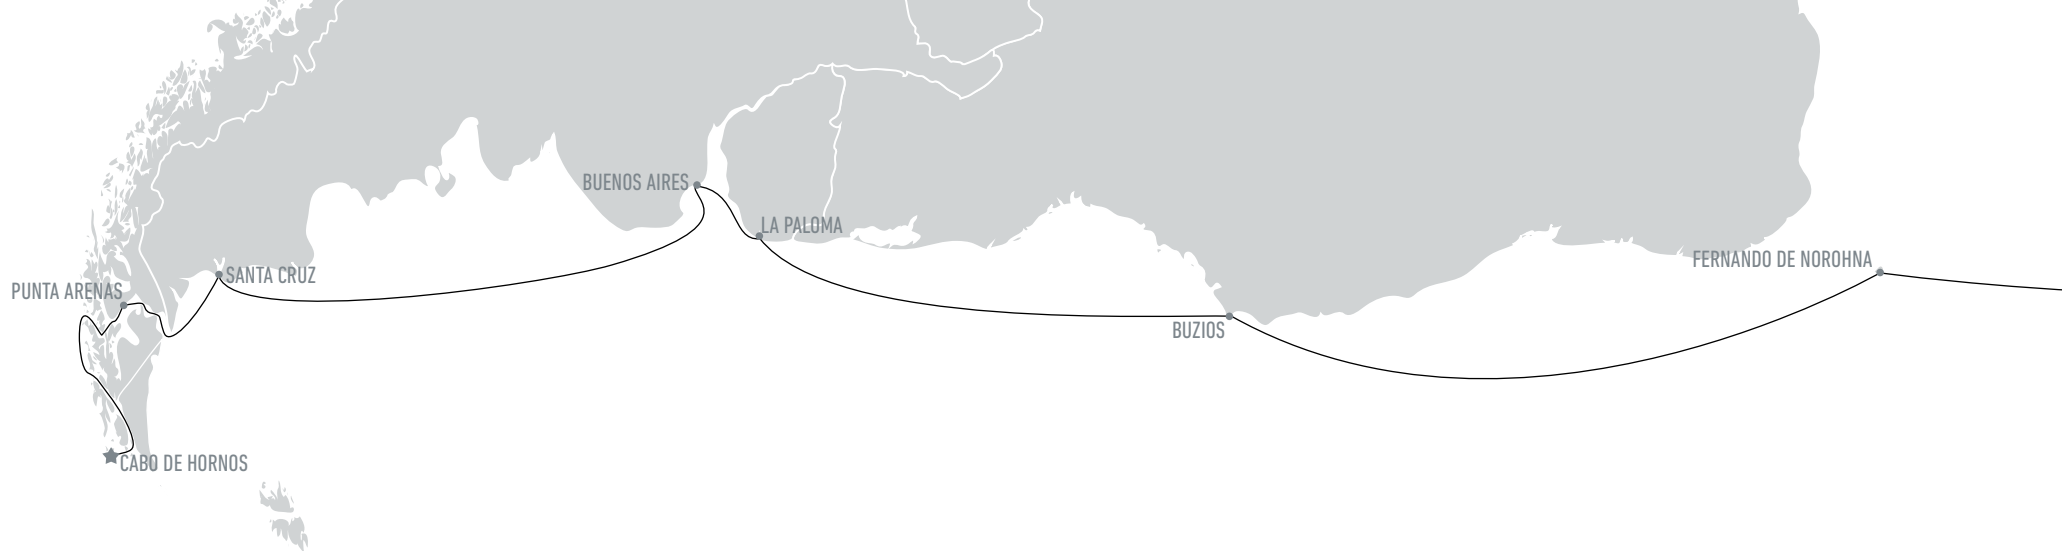 BUENOS AIRES
LA PALOMA
FERNANDO DE NOROHNA
SANTA CRUZ
PUNTA ARENAS
BUZIOS
CABO DE HORNOS